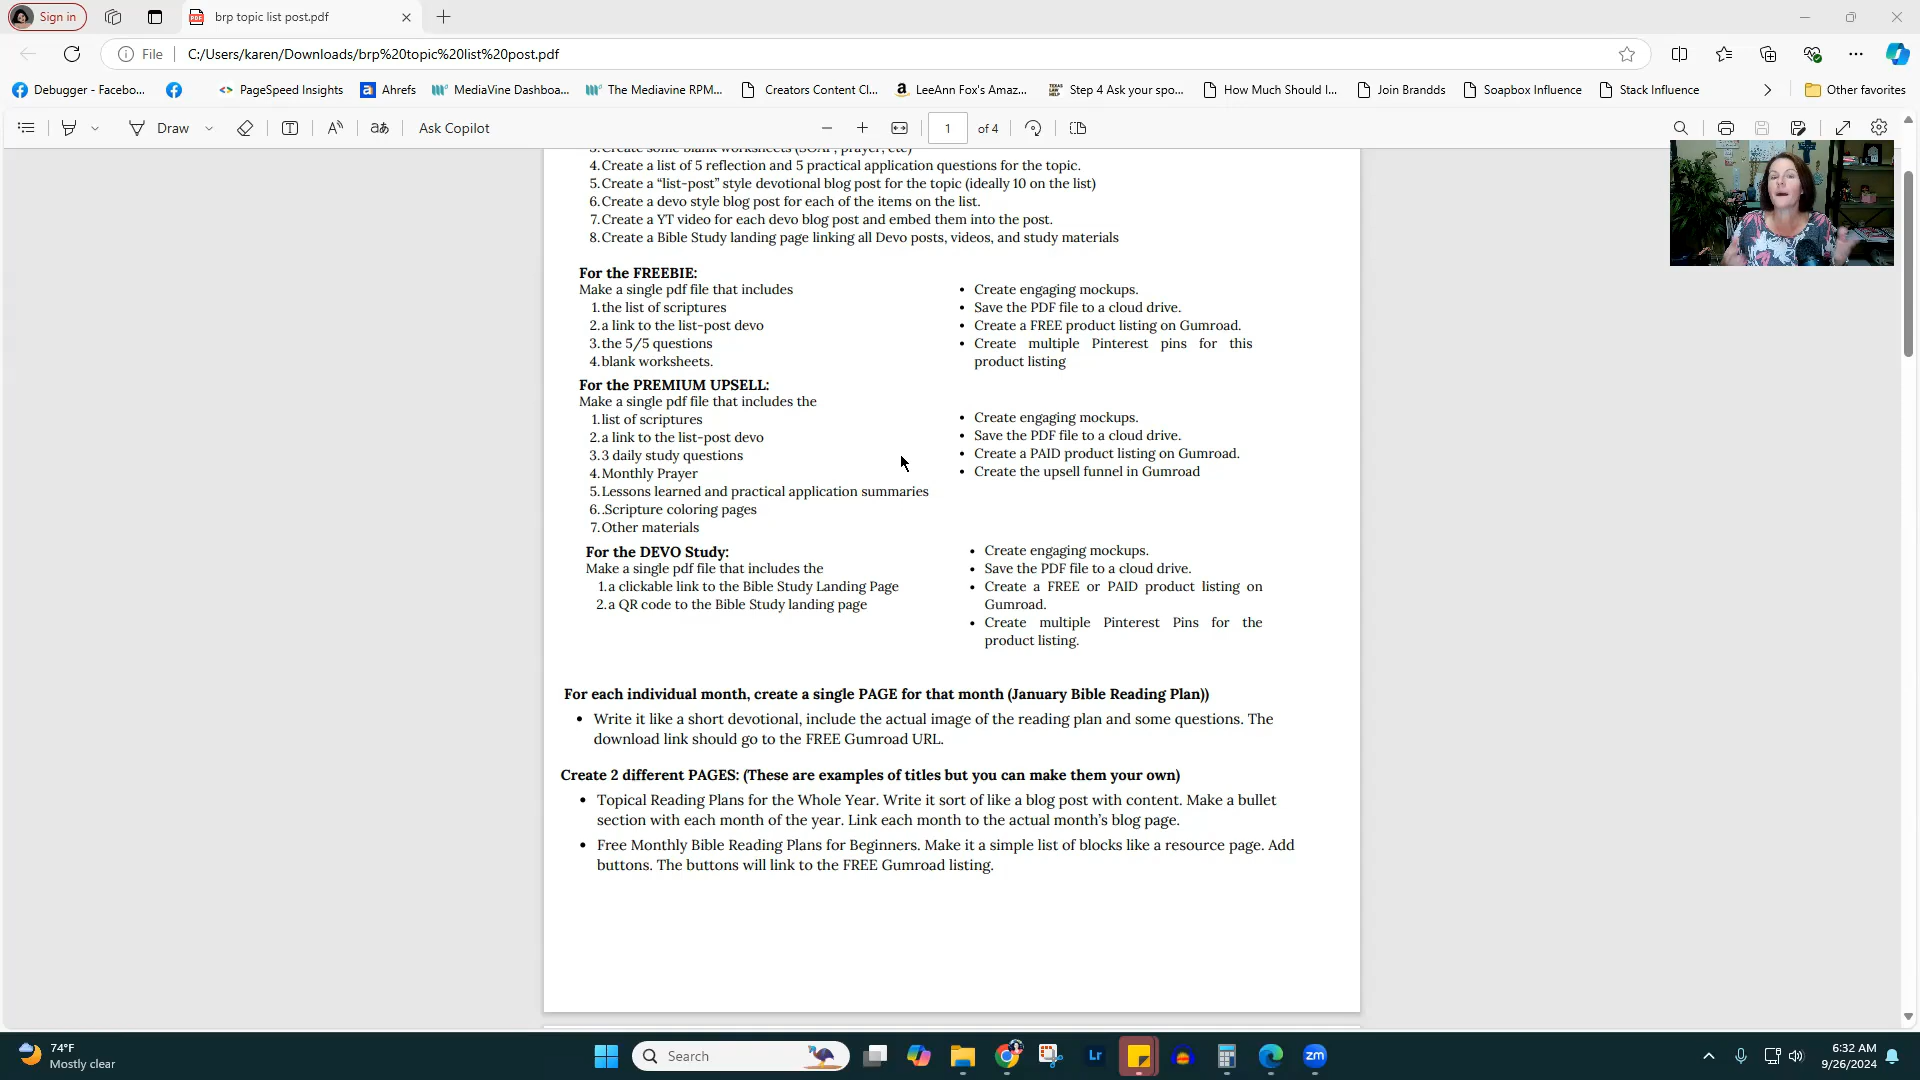 Sign in
brp topic list post.pdf
File
C:/Users/karen/Downloads/brp%20topic%20list%20post.pdf
Debugger - Facebo...
PageSpeed Insights
Ahrefs
MediaVine Dashboa...
The Mediavine RPM...
Creators Content Cl...
LeeAnn Fox's Amaz...
Step 4 Ask your spo...
How Much Should I...
Join Brandds
Soapbox Influence
Stack Influence
Other favorites
Draw
Ask Copilot
1 of 4
3.Create some blank worksheets (SOAP, prayer, etc)
4.Create a list of 5 reflection and 5 practical application questions for the topic.
5.Create a “list-post” style devotional blog post for the topic (ideally 10 on the list)
6.Create a devo style blog post for each of the items on the list.
7.Create a YT video for each devo blog post and embed them into the post.
8.Create a Bible Study landing page linking all Devo posts, videos, and study materials
For the FREEBIE:
Make a single pdf file that includes
1.the list of scriptures
2.a link to the list-post devo
3.the 5/5 questions
4.blank worksheets.
• Create engaging mockups.
• Save the PDF file to a cloud drive.
• Create a FREE product listing on Gumroad.
• Create multiple Pinterest pins for this
product listing
For the PREMIUM UPSELL:
Make a single pdf file that includes the
1.list of scriptures
2.a link to the list-post devo
3.3 daily study questions
4.Monthly Prayer
5.Lessons learned and practical application summaries
6..Scripture coloring pages
7.Other materials
• Create engaging mockups.
• Save the PDF file to a cloud drive.
• Create a PAID product listing on Gumroad.
• Create the upsell funnel in Gumroad
For the DEVO Study:
Make a single pdf file that includes the
1.a clickable link to the Bible Study Landing Page
2.a QR code to the Bible Study landing page
• Create engaging mockups.
• Save the PDF file to a cloud drive.
• Create a FREE or PAID product listing on
Gumroad.
• Create multiple Pinterest Pins for the
product listing.
For each individual month, create a single PAGE for that month (January Bible Reading Plan))
• Write it like a short devotional, include the actual image of the reading plan and some questions. The
download link should go to the FREE Gumroad URL.
Create 2 different PAGES: (These are examples of titles but you can make them your own)
• Topical Reading Plans for the Whole Year. Write it sort of like a blog post with content. Make a bullet
section with each month of the year. Link each month to the actual month’s blog page.
• Free Monthly Bible Reading Plans for Beginners. Make it a simple list of blocks like a resource page. Add
buttons. The buttons will link to the FREE Gumroad listing.
74°F
Mostly clear
Search
Lr
zm
6:32 AM
9/26/2024